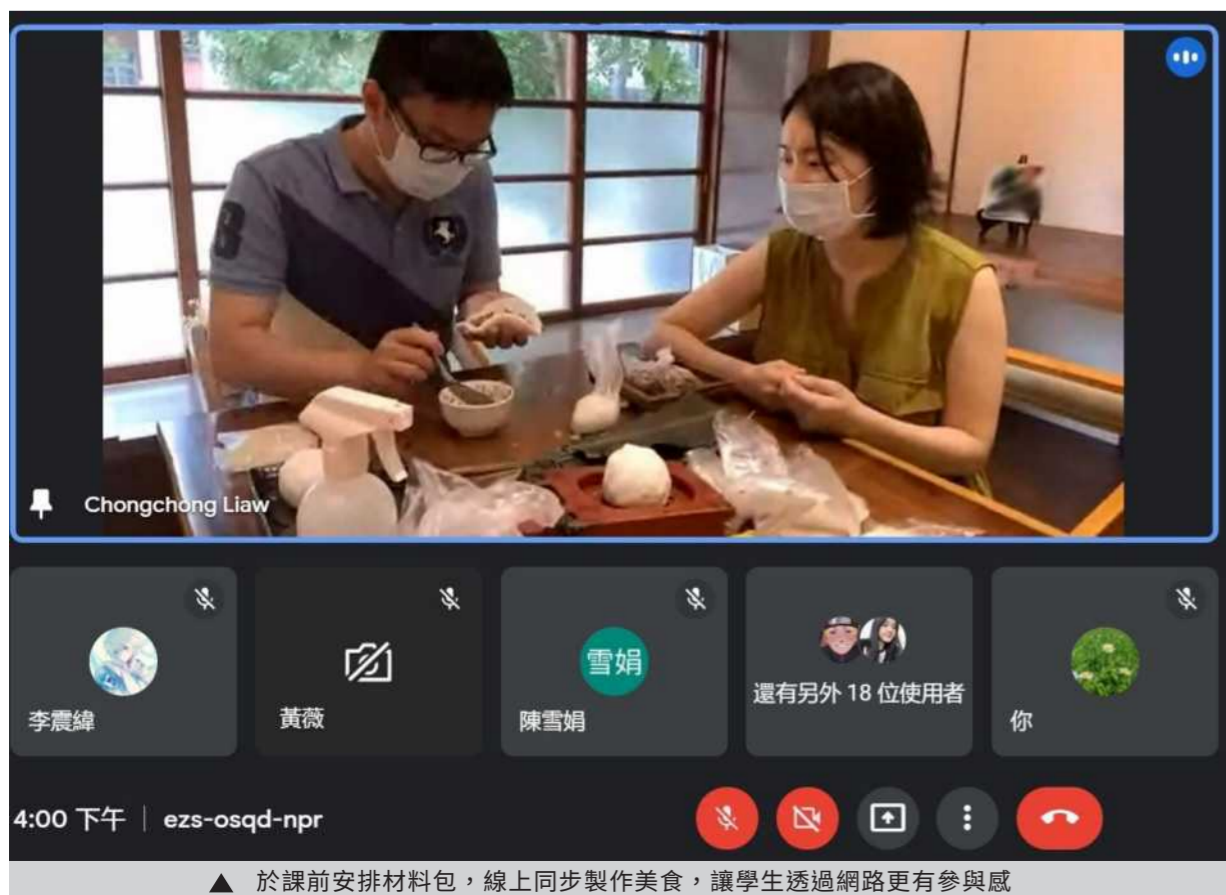 Chongchong Liaw
雪娟
李震緯
黃薇
陳雪娟
還有另外 18 位使用者
你
4:00 下午 | ezs-osqd-npr
▲ 於課前安排材料包，線上同步製作美食，讓學生透過網路更有參與感